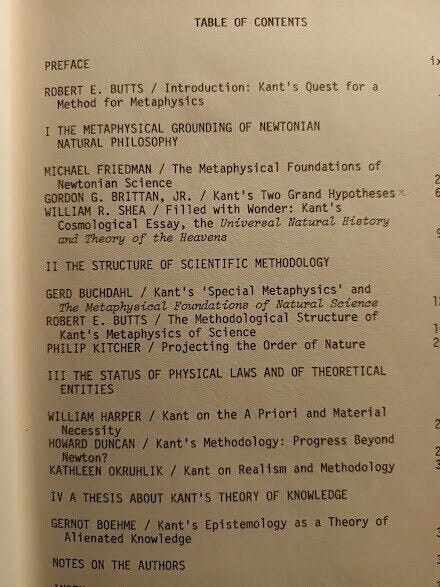 TABLE OF CONTENTS
PREFACE
ROBERT E. BUTTS / Introduction: Kant's Quest for a
Method for Metaphysics
I THE METAPHYSICAL GROUNDING OF NEWTONIAN
NATURAL PHILOSOPHY
MICHAEL FRIEDMAN / The Metaphysical Foundations of
Newtonian Science
GORDON G. BRITTAN, JR. / Kant's Two Grand Hypotheses
WILLIAM R. SHEA / Filled with Wonder: Kant's
Cosmological Essay, the Universal Natural History
and Theory of the Heavens
II THE STRUCTURE OF SCIENTIFIC METHODOLOGY
GERD BUCHDAHL / Kant's 'Special Metaphysics' and
The Metaphysical Foundations of Natural Science
ROBERT E. BUTTS / The Methodological Structure of
Kant's Metaphysics of Science
PHILIP KITCHER / Projecting the Order of Nature
III THE STATUS OF PHYSICAL LAWS AND OF THEORETICAL
ENTITIES
WILLIAM HARPER / Kant on the A Priori and Material
Necessity
HOWARD DUNCAN / Kant's Methodology: Progress Beyond
Newton?
KATHLEEN OKRUHLIK / Kant on Realism and Methodology
IV A THESIS ABOUT KANT'S THEORY OF KNOWLEDGE
GERNOT BOEHME / Kant's Epistemology as a Theory of
Alienated Knowledge
NOTES ON THE AUTHORS